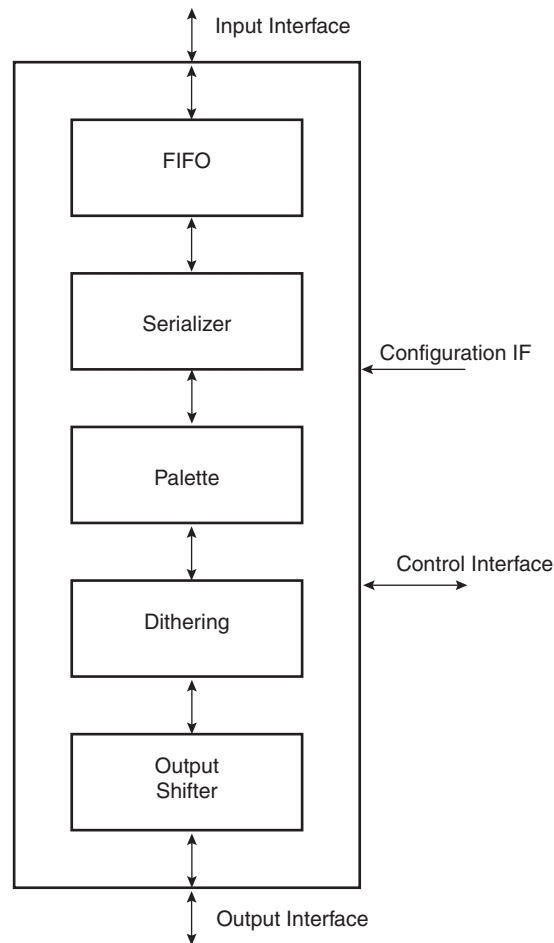 Input Interface
FIFO
Serializer
Configuration IF
Palette
Control Interface
Dithering
Output
Shifter
Output Interface